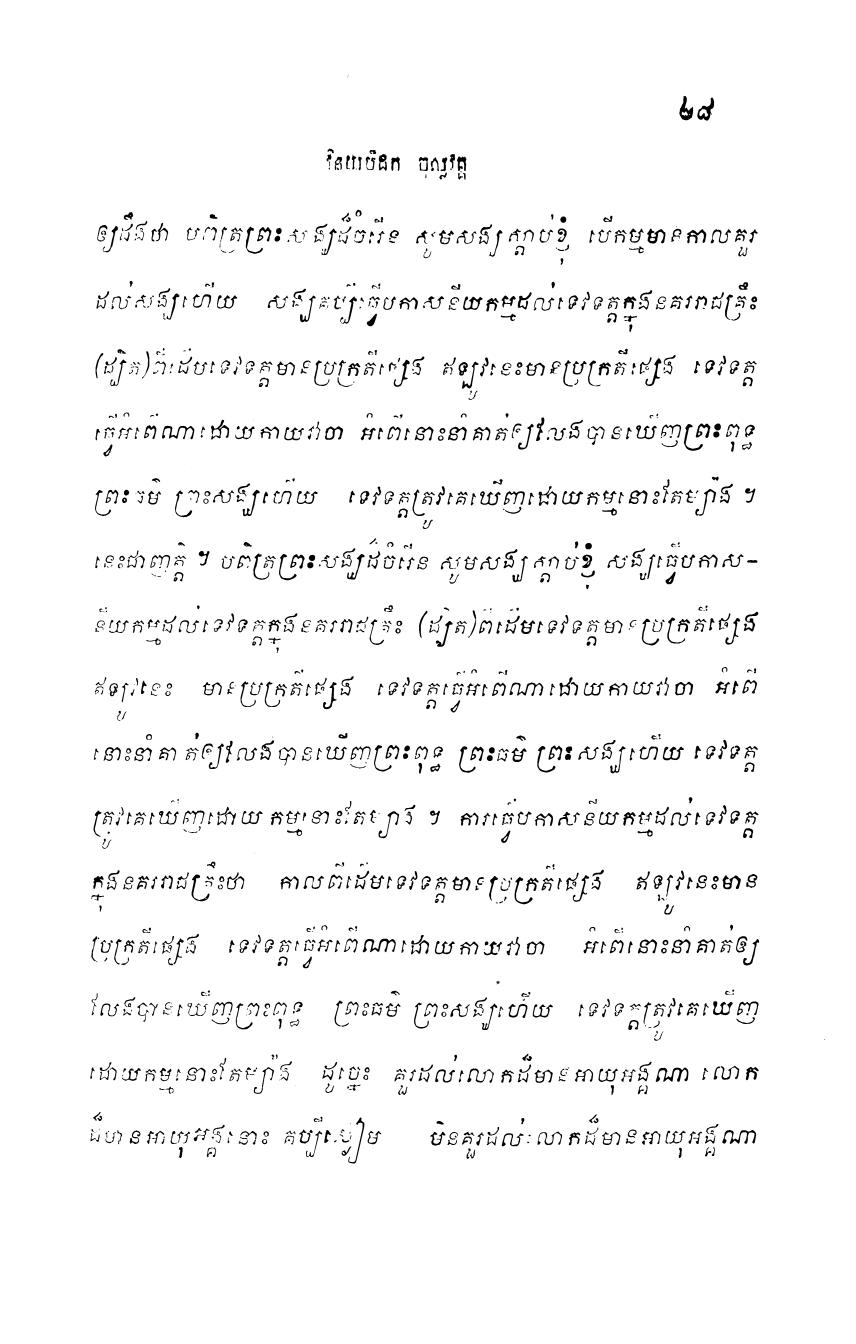 ២៨
វិនយបិដក ចុល្លវគ្គ
ឲ្យដឹងថា បពិត្រព្រះសង្ឃដ៏ចំរើន សូមសង្ឃស្តាប់ខ្ញុំ បើកម្មមានកាលគួរ
ដល់សង្ឃហើយ សង្ឃគប្បីធ្វើបកាសនីយកម្មដល់ទេវទត្តក្នុងនគររាជគ្រឹះ
(ដ្បិត)ពីដើមទេវទត្តមានប្រក្រតីផ្សេង ឥឡូវនេះមានប្រក្រតីផ្សេង ទេវទត្ត
ធ្វើអំពើណាដោយកាយវាចា អំពើនោះនាំគាត់ឲ្យវែលែងបានឃើញព្រះពុទ្ធ
ព្រះធម៌ ព្រះសង្ឃហើយ ទេវទត្តត្រូវគេឃើញដោយកម្មនោះតែម្យ៉ាង ។
នេះជាញត្តិ ។ បពិត្រព្រះសង្ឃដ៏ចំរើន សូមសង្ឃស្តាប់ខ្ញុំ សង្ឃធ្វើបកាស-
នីយកម្មដល់ទេវទត្តក្នុងនគររាជគ្រឹះ (ដ្បិត)ពីដើមទេវទត្តមានប្រក្រតីផ្សេង
ឥឡូវនេះ មានប្រក្រតីផ្សេង ទេវទត្តធ្វើអំពើណាដោយកាយវាចា អំពើ
នោះនាំគាត់ឲ្យលែងបានឃើញព្រះពុទ្ធ ព្រះធម៌ ព្រះសង្ឃហើយ ទេវទត្ត
ត្រូវគេឃើញដោយកម្មនោះតែម្យ៉ាង ។ ការធ្វើបកាសនីយកម្មដល់ទេវទត្ត
ក្នុងនគររាជគ្រឹះថា កាលពីដើមទេវទត្តមានប្រក្រតីផ្សេង ឥឡូវនេះមាន
ប្រក្រតីផ្សេង ទេវទត្តធ្វើអំពើណាដោយកាយវាចា អំពើនោះនាំគាត់ឲ្យ
លែងបានឃើញព្រះពុទ្ធ ព្រះធម៌ ព្រះសង្ឃហើយ ទេវទត្តត្រូវគេឃើញ
ដោយកម្មនោះតែម្យ៉ាង ដូច្នេះ គួរដល់លោកដ៏មានអាយុអង្គណា លោក
ដ៏មានអាយុអង្គនោះ គប្បីស្ងៀម មិនគួរដល់លោកដ៏មានអាយុអង្គណា